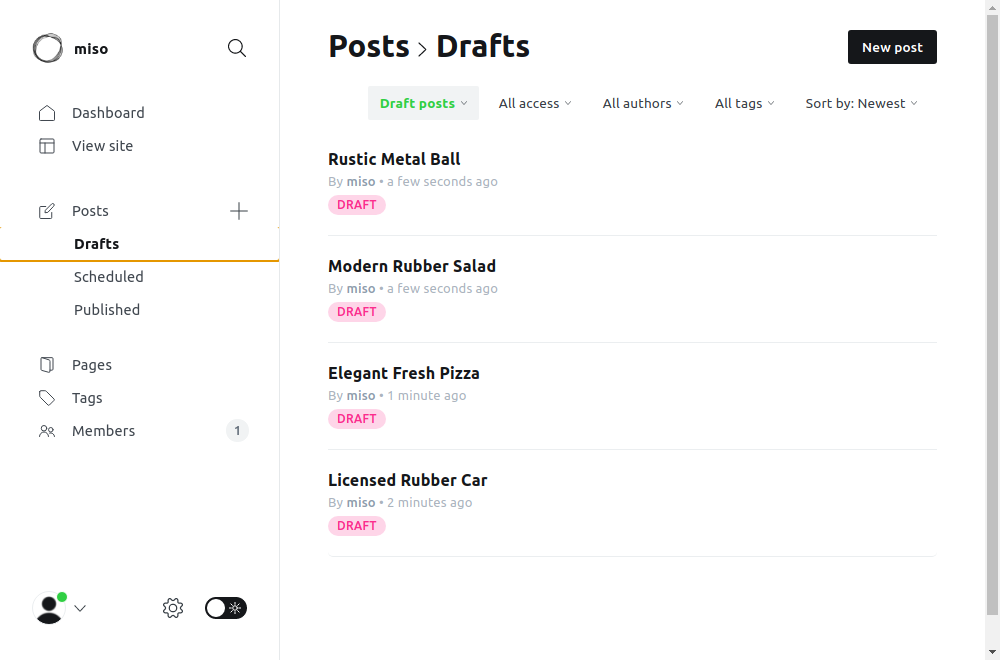 miso
Dashboard
View site
Posts
Drafts
Scheduled
Published
Pages
Tags
Members 1
Posts > Drafts
New post
Draft posts All access All authors All tags Sort by: Newest
Rustic Metal Ball
By miso • a few seconds ago
DRAFT
Modern Rubber Salad
By miso • a few seconds ago
DRAFT
Elegant Fresh Pizza
By miso • 1 minute ago
DRAFT
Licensed Rubber Car
By miso • 2 minutes ago
DRAFT